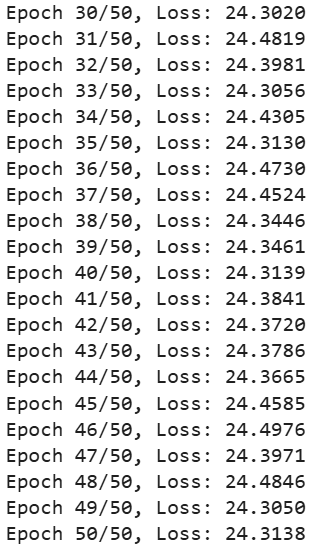 Epoch 30/50, Loss: 24.3020
Epoch 31/50, Loss: 24.4819
Epoch 32/50, Loss: 24.3981
Epoch 33/50, Loss: 24.3056
Epoch 34/50, Loss: 24.4305
Epoch 35/50, Loss: 24.3130
Epoch 36/50, Loss: 24.4730
Epoch 37/50, Loss: 24.4524
Epoch 38/50, Loss: 24.3446
Epoch 39/50, Loss: 24.3461
Epoch 40/50, Loss: 24.3139
Epoch 41/50, Loss: 24.3841
Epoch 42/50, Loss: 24.3720
Epoch 43/50, Loss: 24.3786
Epoch 44/50, Loss: 24.3665
Epoch 45/50, Loss: 24.4585
Epoch 46/50, Loss: 24.4976
Epoch 47/50, Loss: 24.3971
Epoch 48/50, Loss: 24.4846
Epoch 49/50, Loss: 24.3050
Epoch 50/50, Loss: 24.3138